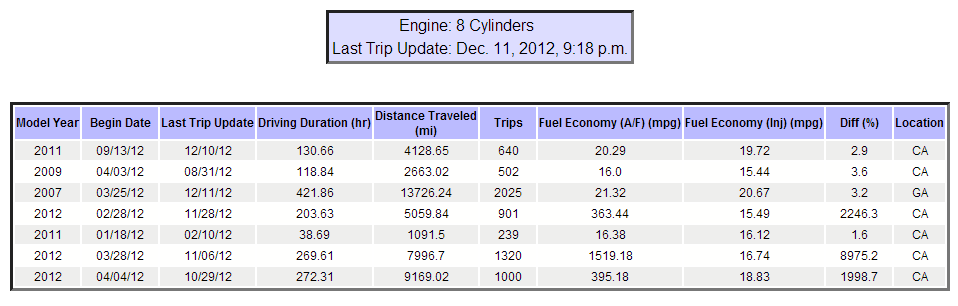 Engine: 8 Cylinders
Last Trip Update: Dec. 11, 2012, 9:18 p.m.
Model Year Begin Date Last Trip Update Driving Duration (hr) Distance Traveled (mi) Trips Fuel Economy (A/F) (mpg) Fuel Economy (Inj) (mpg) Diff (%) Location
2011 09/13/12 12/10/12 130.66 4128.65 640 20.29 19.72 2.9 CA
2009 04/03/12 08/31/12 118.84 2663.02 502 16.0 15.44 3.6 CA
2007 03/25/12 12/11/12 421.86 13726.24 2025 21.32 20.67 3.2 GA
2012 02/28/12 11/28/12 203.63 5059.84 901 363.44 15.49 2246.3 CA
2011 01/18/12 02/10/12 38.69 1091.5 239 16.38 16.12 1.6 CA
2012 03/28/12 11/06/12 269.61 7996.7 1320 1519.18 16.74 8975.2 CA
2012 04/04/12 10/29/12 272.31 9169.02 1000 395.18 18.83 1998.7 CA